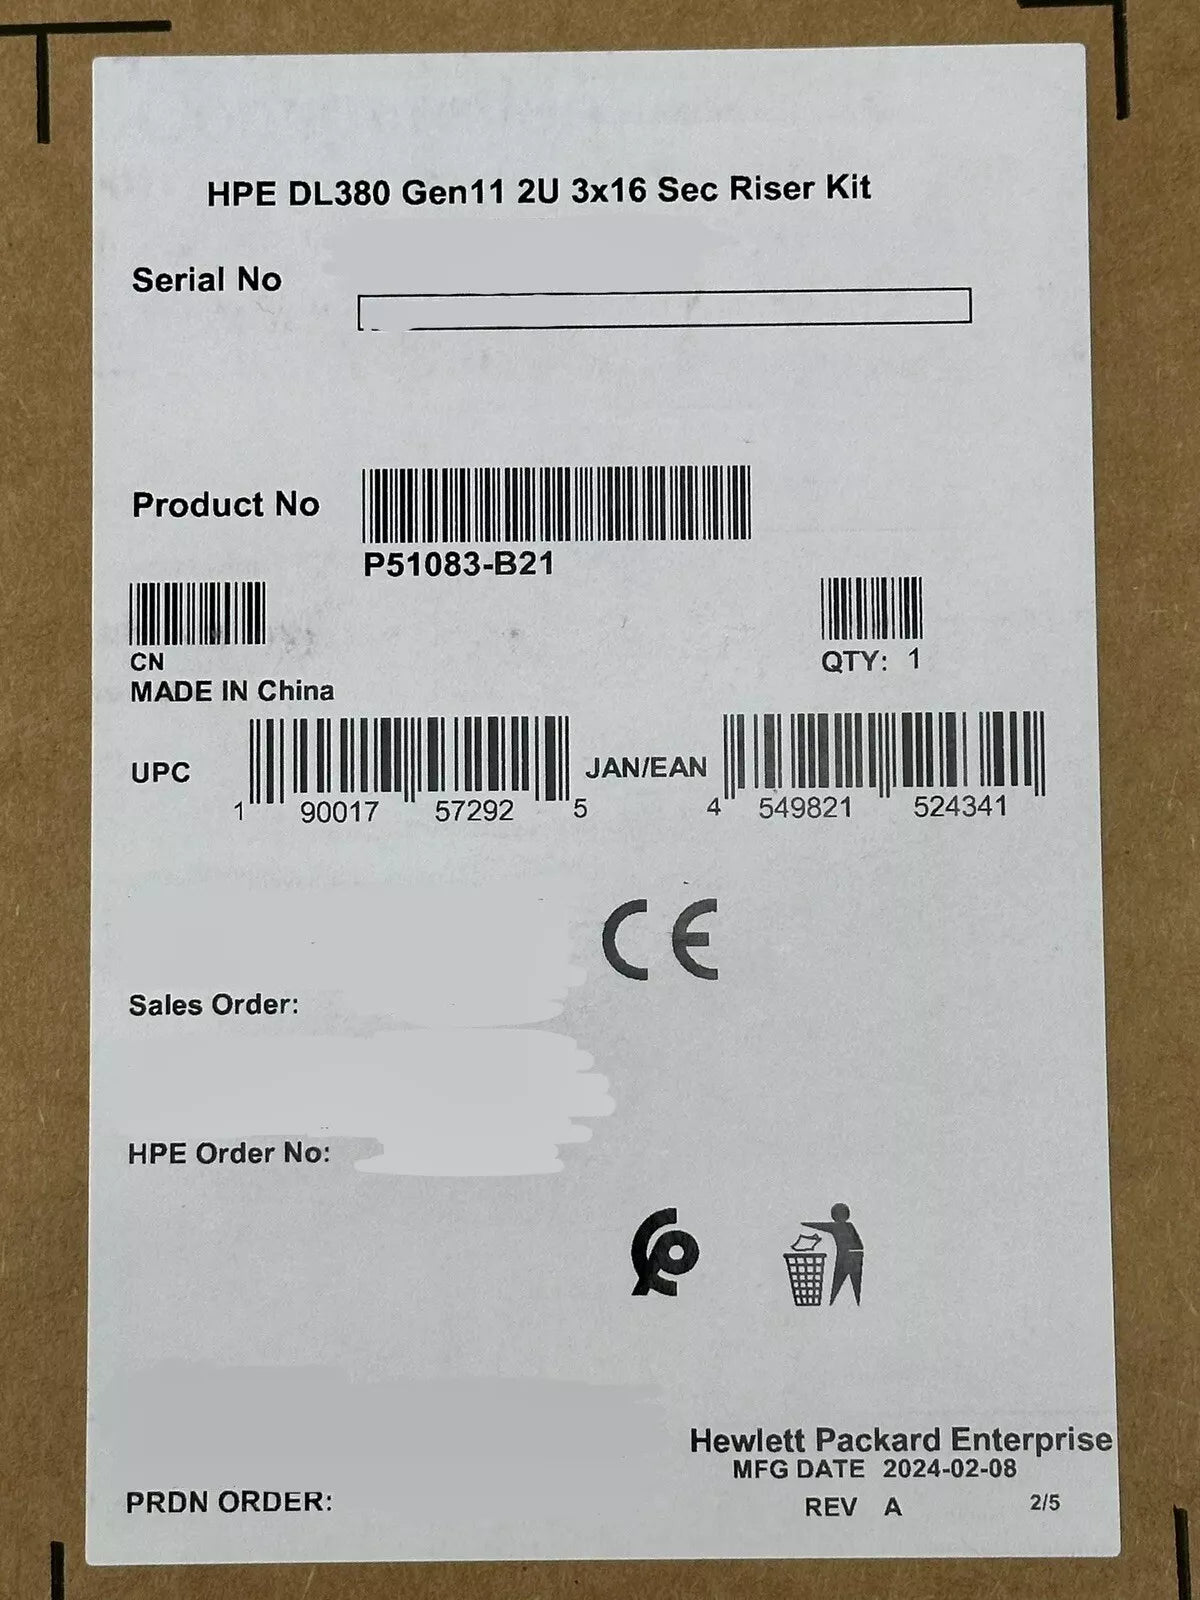 HPE DL380 Gen11 2U 3x16 Sec Riser Kit
Serial No
Product No
P51083-B21
CN
QTY: 1
MADE IN China
UPC
1 90017 57292 5
JAN/EAN
4 549821 524341
CE
Sales Order:
HPE Order No:
Hewlett Packard Enterprise
MFG DATE 2024-02-08
PRDN ORDER:
REV A
2/5